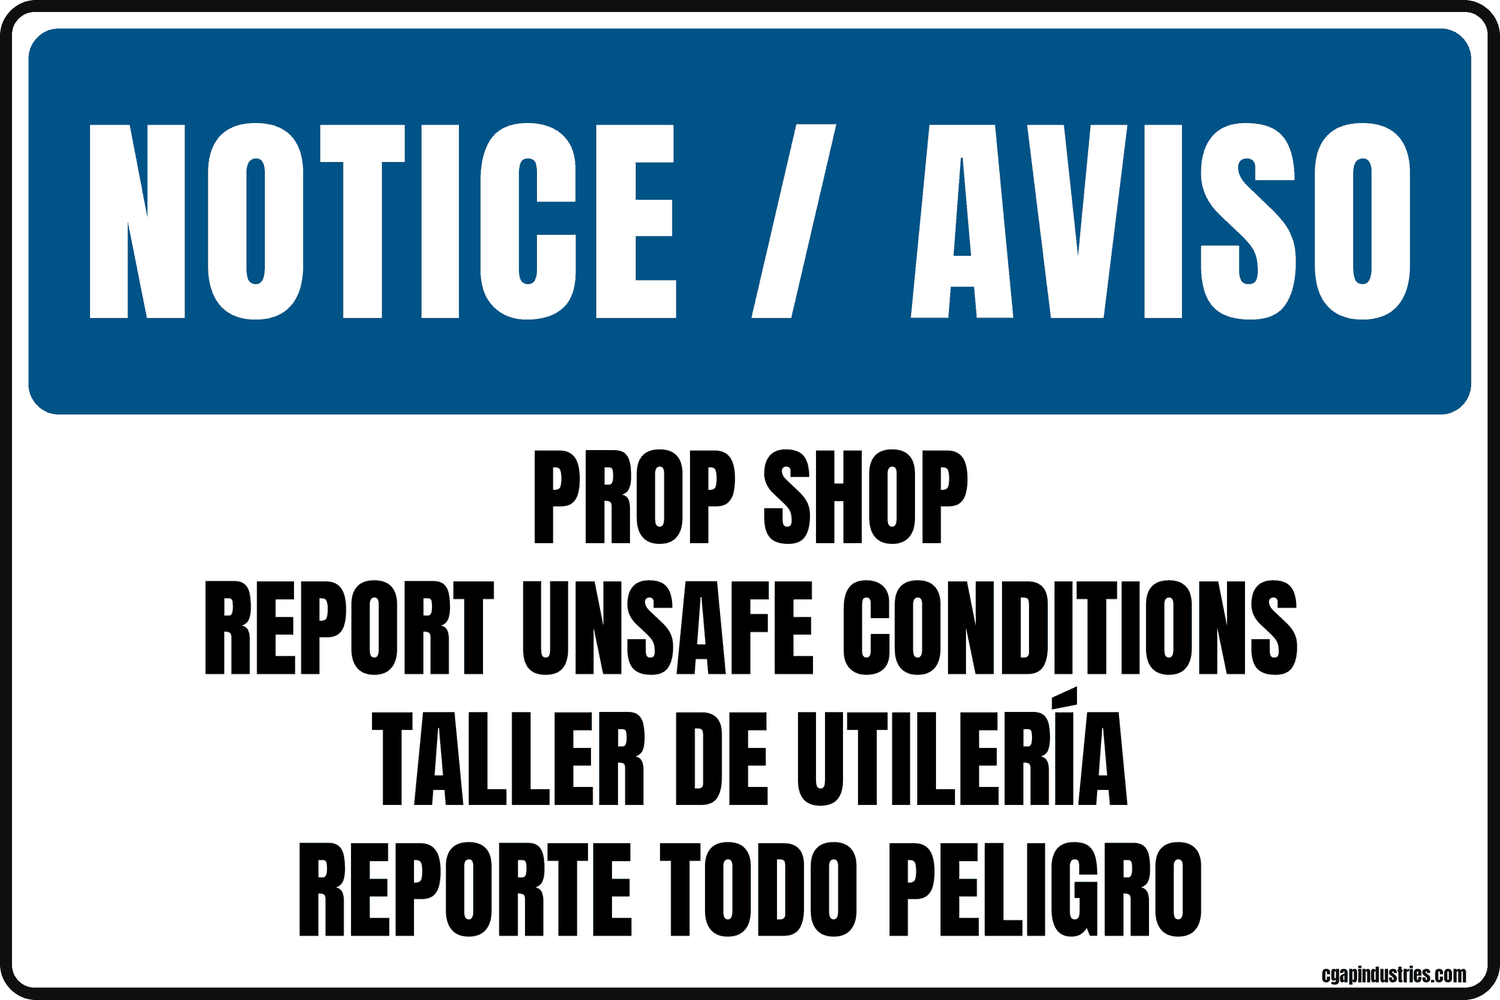 NOTICE / AVISO
PROP SHOP
REPORT UNSAFE CONDITIONS
TALLER DE UTILERÍA
REPORTE TODO PELIGRO
cgapindustries.com